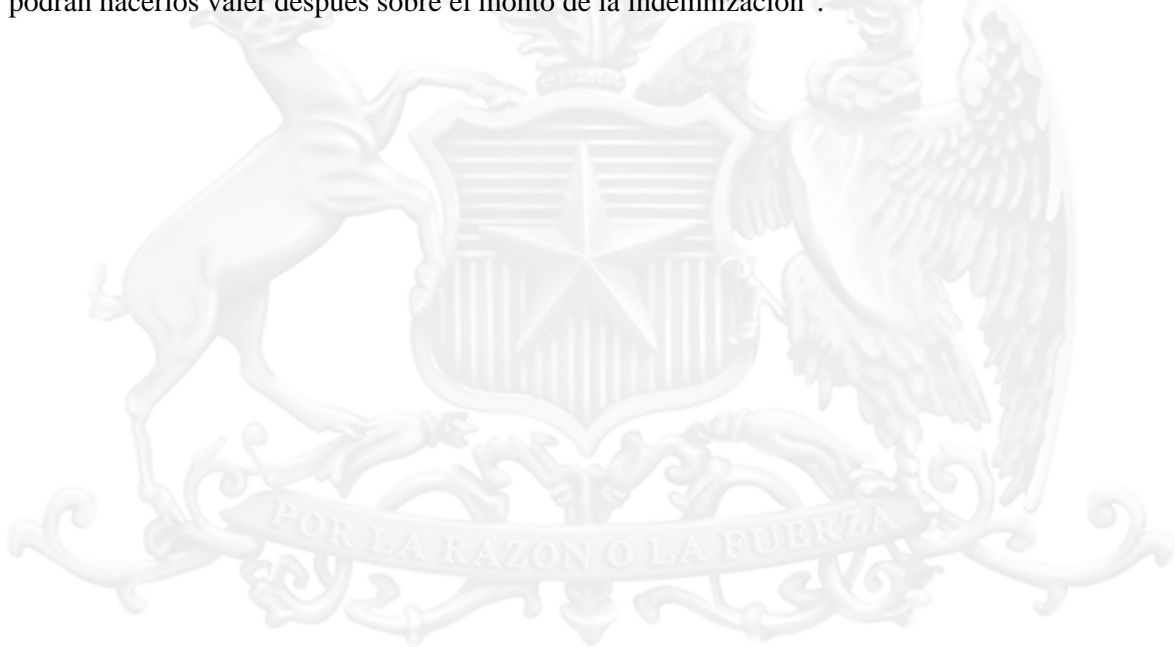 podrán hacerlos valer después sobre el monto de la indemnización".
POR LA RAZON O LA FUERZA